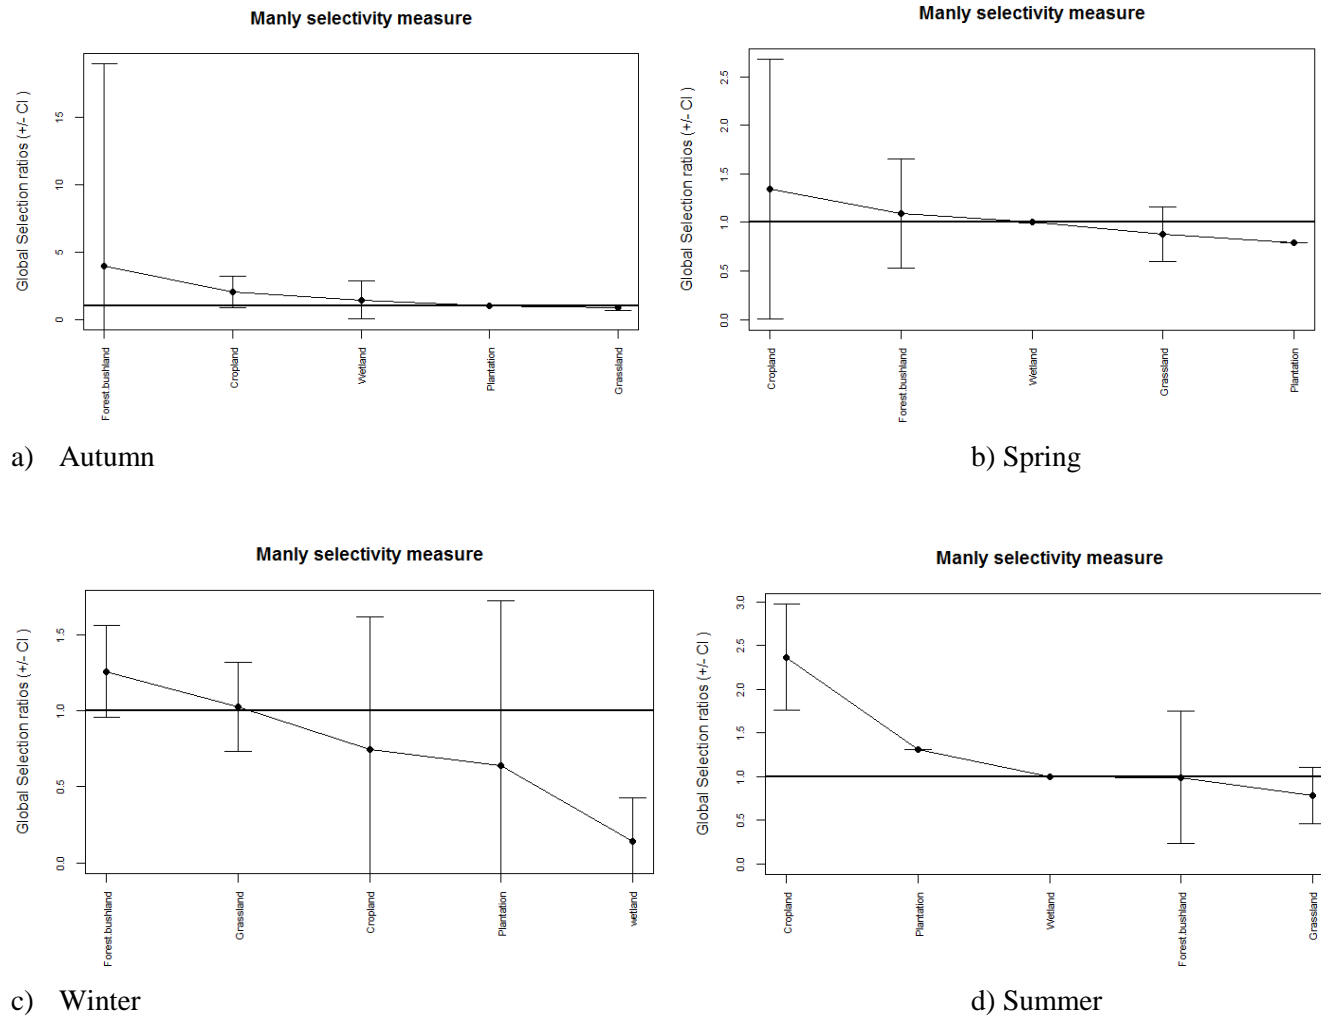 Manly selectivity measure
Global Selection ratios (+/- CI )
15
10
5
0
Forest.bushland
Cropland
Wetland
Plantation
Grassland
a) Autumn
Manly selectivity measure
Global Selection ratios (+/- CI )
2.5
2.0
1.5
1.0
0.5
0.0
Cropland
Forest.bushland
Wetland
Grassland
Plantation
b) Spring
Manly selectivity measure
Global Selection ratios (+/- CI )
1.5
1.0
0.5
0.0
Forest.bushland
Grassland
Cropland
Plantation
wetland
c) Winter
Manly selectivity measure
Global Selection ratios (+/- CI )
3.0
2.5
2.0
1.5
1.0
0.5
0.0
Cropland
Plantation
Wetland
Forest.bushland
Grassland
d) Summer